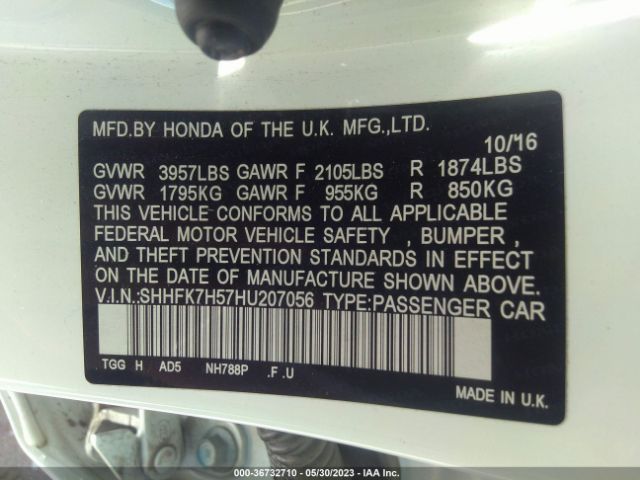 MFD.BY HONDA OF THE U.K. MFG.,LTD.
10/16
GVWR 3957LBS GAWR F 2105LBS R 1874LBS
GVWR 1795KG GAWR F 955KG R 850KG
THIS VEHICLE CONFORMS TO ALL APPLICABLE
FEDERAL MOTOR VEHICLE SAFETY , BUMPER ,
AND THEFT PREVENTION STANDARDS IN EFFECT
ON THE DATE OF MANUFACTURE SHOWN ABOVE.
V.I.N.:SHHFK7H57HU207056 TYPE:PASSENGER CAR
TGG H AD5 NH788P .F .U
MADE IN U.K.
000-36732710 - 05/30/2023 - IAA Inc.